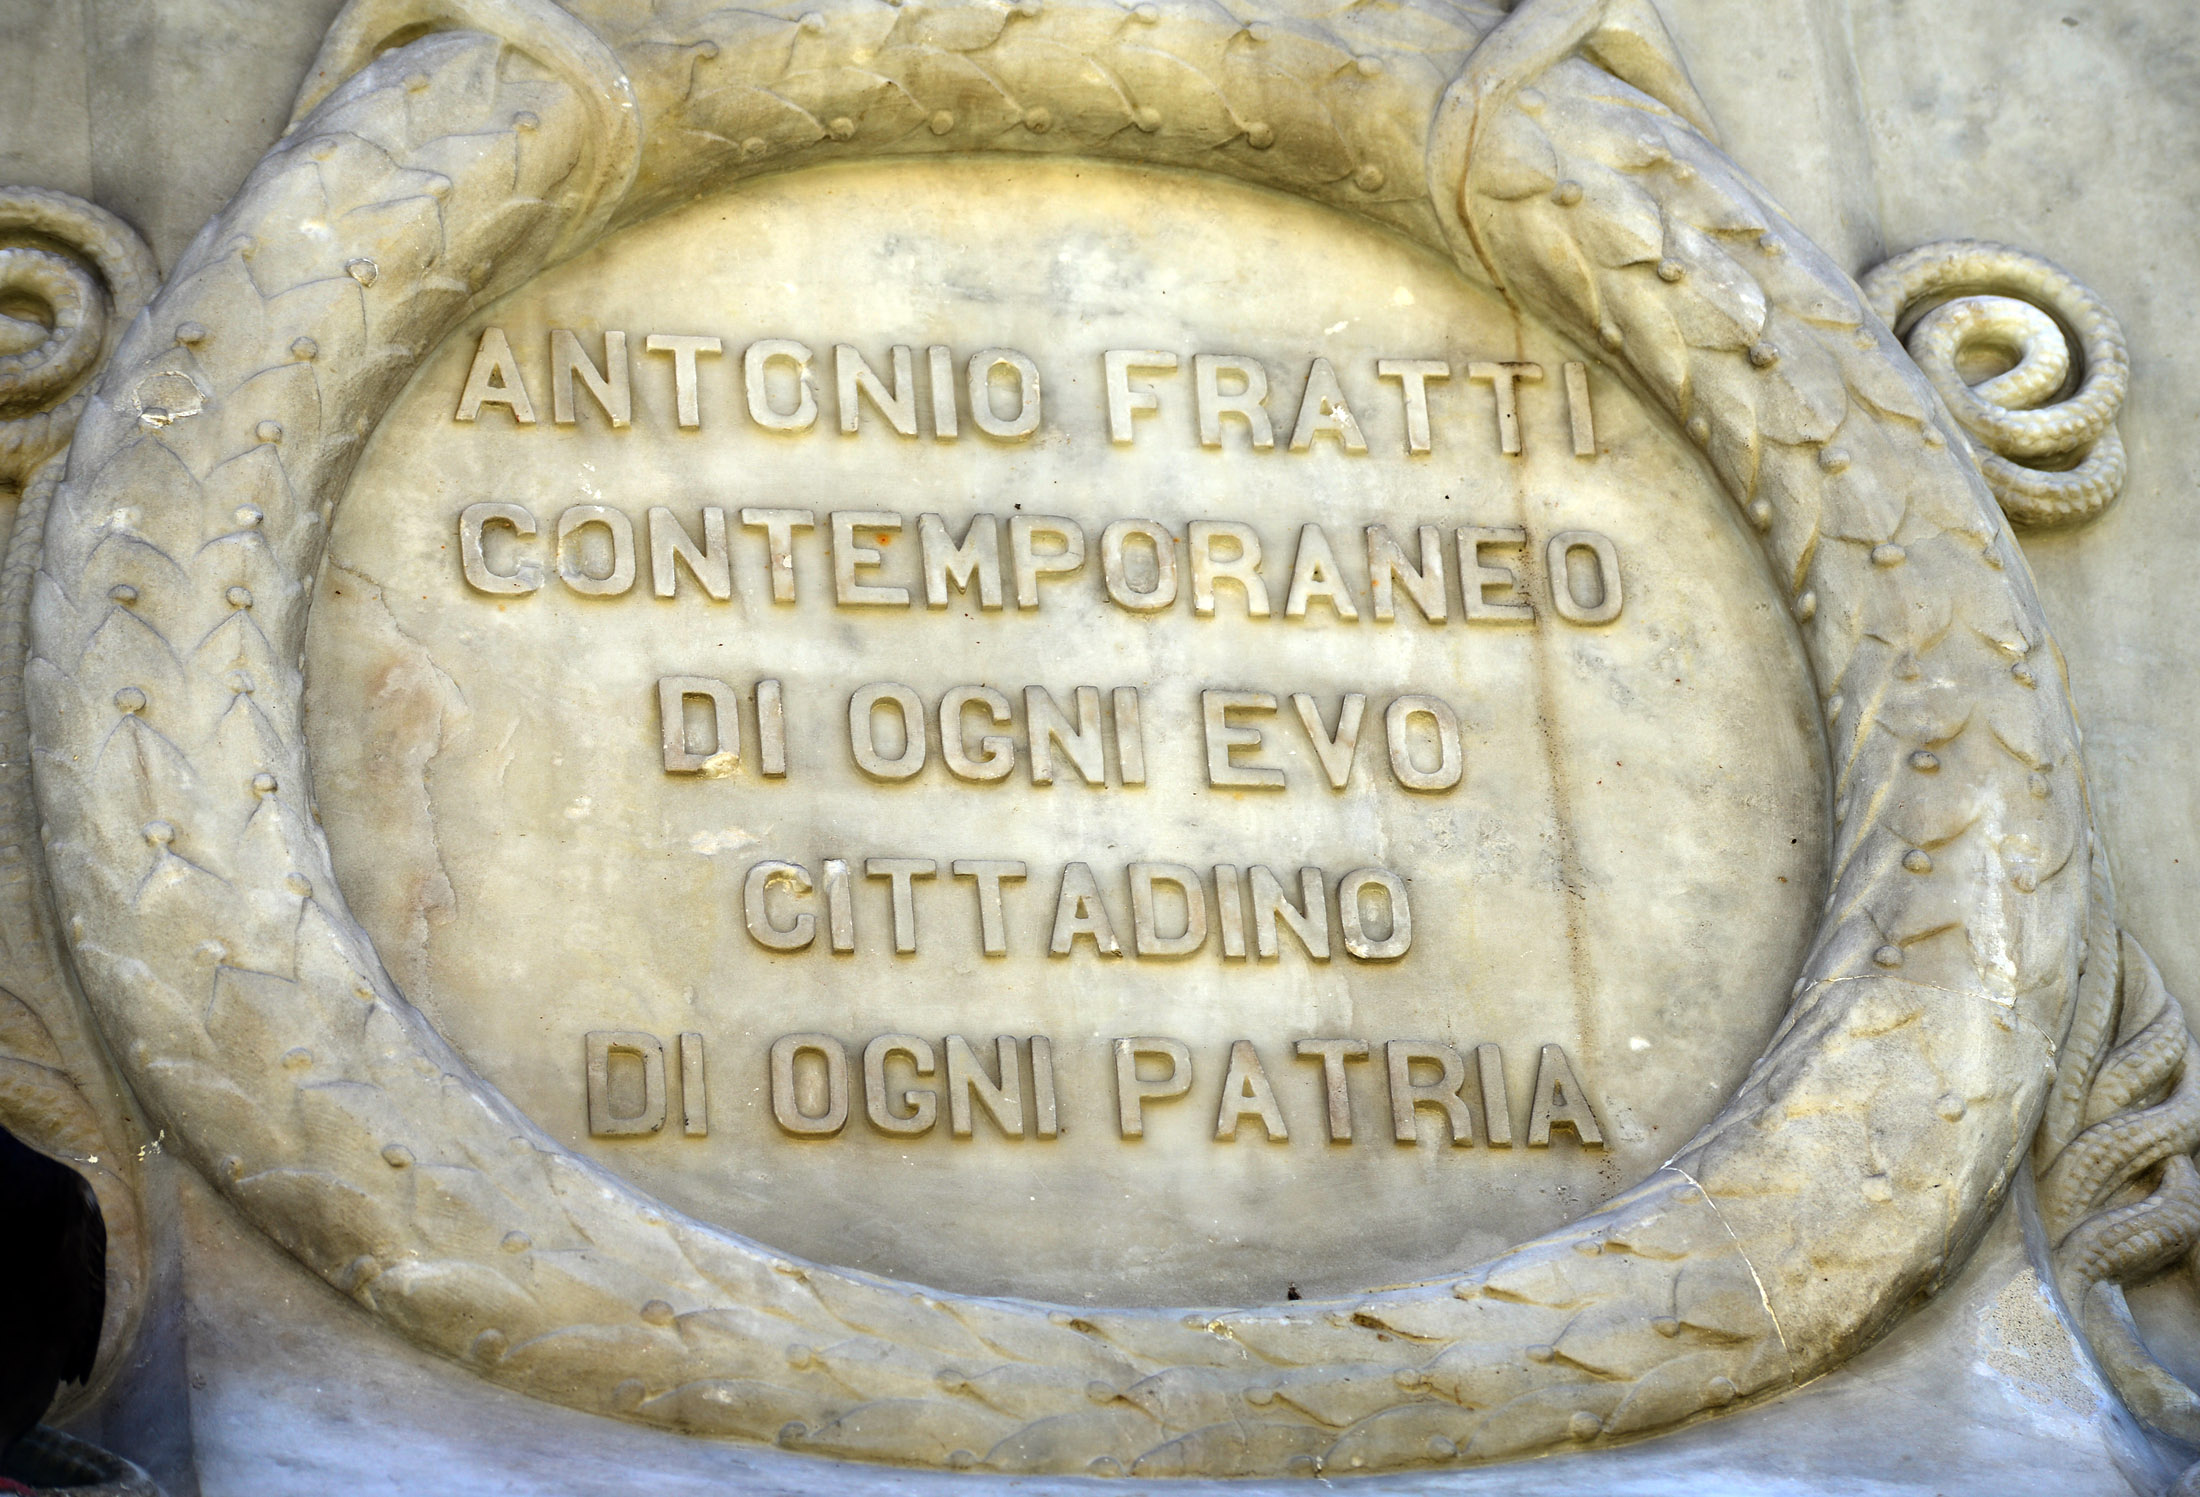 ANTONIO FRATTI
CONTEMPORANEO
DI OGNI EVO
CITTADINO
DI OGNI PATRIA